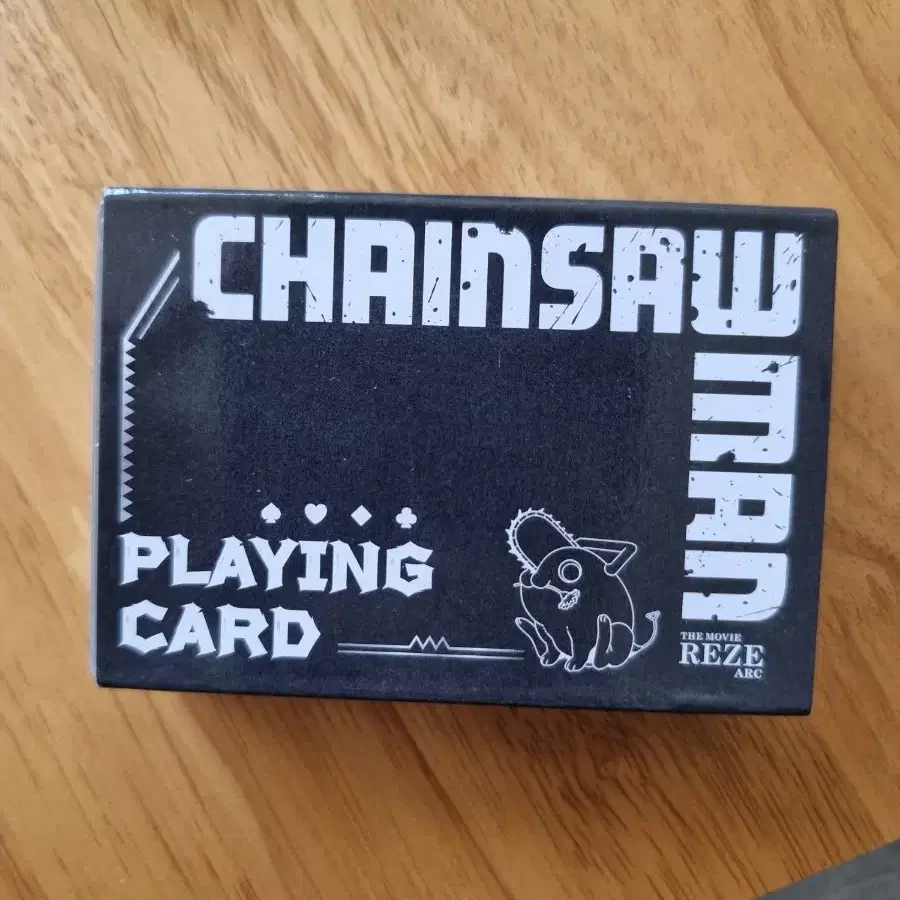 CHAINSAW
MAN
♠ ♥ ♦ ♣
PLAYING
CARD
THE MOVIE
REZE
ARC